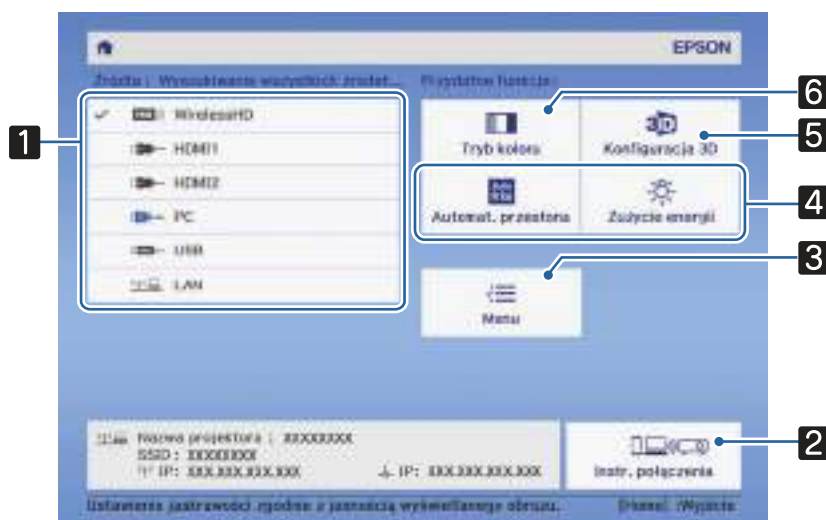 EPSON
Źródło : Wyszukiwanie wszystkich źródeł...
Przydatne funkcje:
1
WirelessHD
HDMI1
HDMI2
PC
USB
LAN
6
Tryb koloru
5
Konfiguracja 3D
4
Automat. przesłona
Zużycie energii
3
Menu
Nazwa projektora : XXXXXXXX
SSID : XXXXXXXX
IP: XXX.XXX.XXX.XXX
IP: XXX.XXX.XXX.XXX
2
Instr. połączenia
Ustawienie jaskrawości zgodnie z jasnością wyświetlanego obrazu.
[Home] :Wyjście